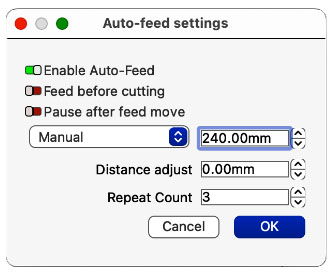 Auto-feed settings
Enable Auto-Feed
Feed before cutting
Pause after feed move
Manual 240.00mm
Distance adjust 0.00mm
Repeat Count 3
Cancel OK